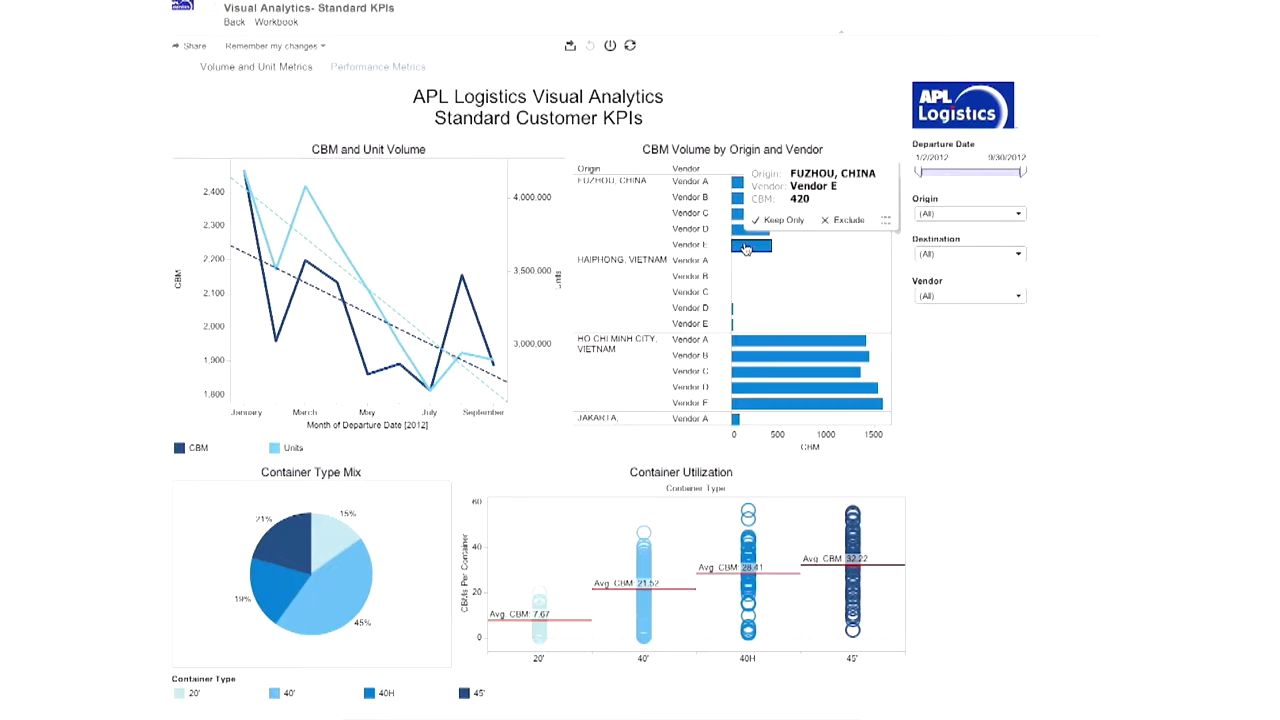 Logistics
Visual Analytics- Standard KPIs
Back Workbook
Share Remember my changes
Volume and Unit Metrics Performance Metrics
APL Logistics Visual Analytics
Standard Customer KPIs
APL
Logistics
CBM and Unit Volume
CBM
2,400
2,300
2,200
2,100
2,000
1,900
1,800
4,000,000
3,500,000
3,000,000
Units
January March May July September
Month of Departure Date [2012]
CBM Units
CBM Volume by Origin and Vendor
Origin Vendor
FUZHOU, CHINA Vendor A
Vendor B
Vendor C
Vendor D
Vendor E
HAIPHONG, VIETNAM Vendor A
Vendor B
Vendor C
Vendor D
Vendor E
HO CHI MINH CITY, Vendor A
VIETNAM
Vendor B
Vendor C
Vendor D
Vendor E
JAKARTA, Vendor A
0 500 1000 1500
CBM
Origin: FUZHOU, CHINA
Vendor: Vendor E
CBM: 420
Keep Only Exclude
Departure Date
1/2/2012 9/30/2012
Origin
(All)
Destination
(All)
Vendor
(All)
Container Type Mix
15%
45%
19%
21%
Container Type
20' 40' 40H 45'
Container Utilization
Container Type
CBMs Per Container
60
40
20
0
Avg. CBM: 7.67
Avg. CBM: 21.52
Avg. CBM: 28.41
Avg. CBM: 32.22
20' 40' 40H 45'